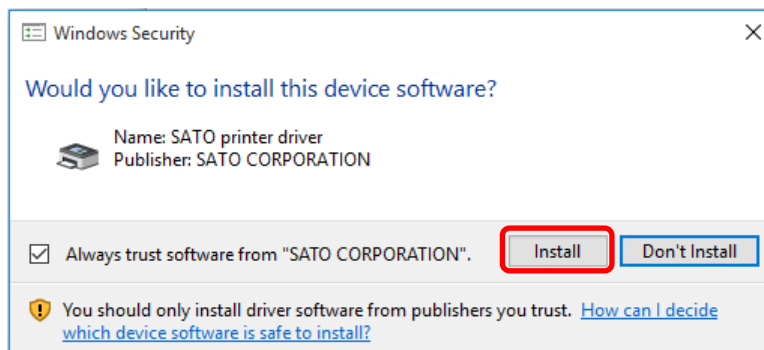 Windows Security
Would you like to install this device software?
Name: SATO printer driver
Publisher: SATO CORPORATION
Always trust software from "SATO CORPORATION".
Install
Don't Install
You should only install driver software from publishers you trust. How can I decide
which device software is safe to install?